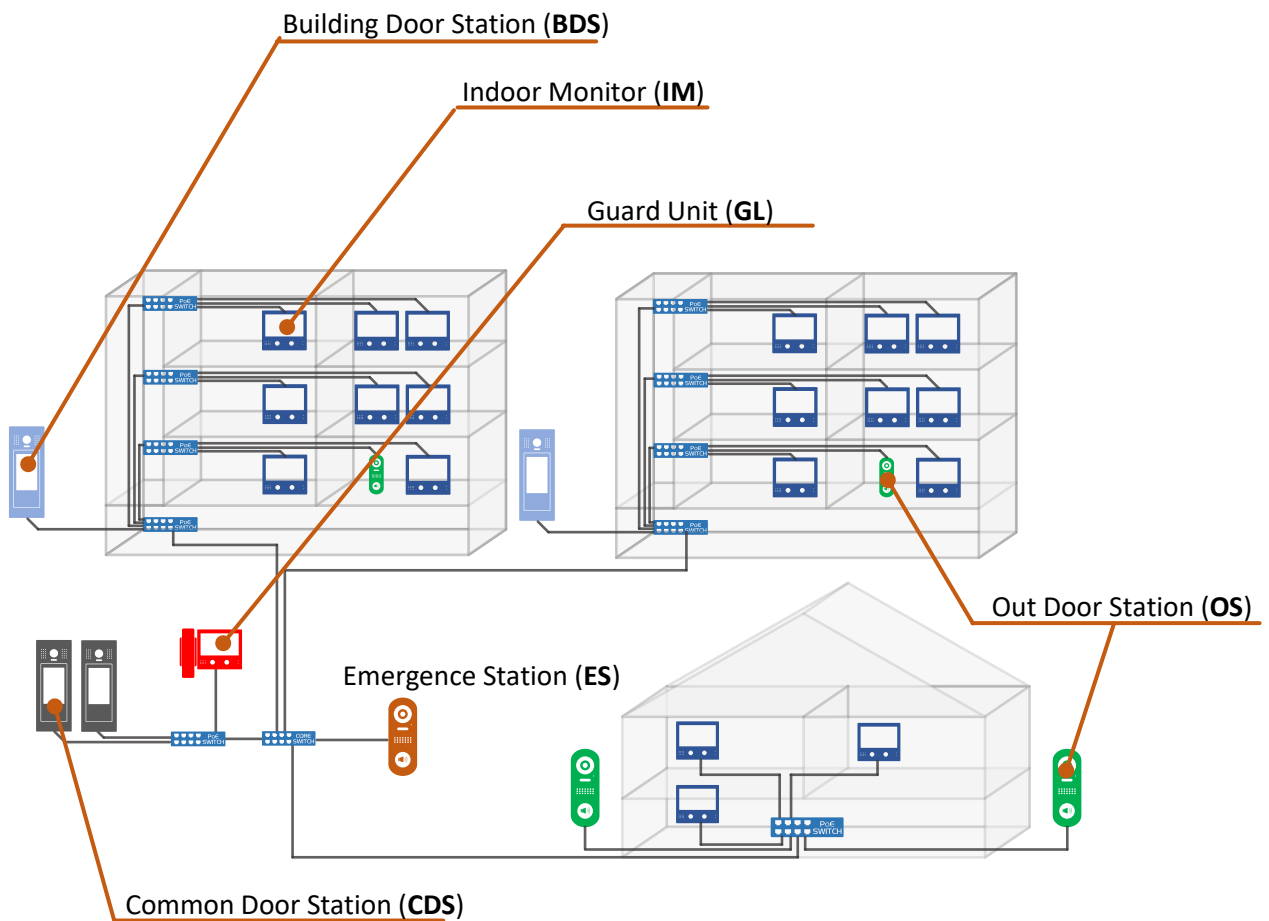 Building Door Station (BDS)
Indoor Monitor (IM)
Guard Unit (GL)
PoE
SWITCH
PoE
SWITCH
PoE
SWITCH
PoE
SWITCH
PoE
SWITCH
PoE
SWITCH
PoE
SWITCH
PoE
SWITCH
Out Door Station (OS)
Emergence Station (ES)
PoE
SWITCH
CORE
SWITCH
PoE
SWITCH
Common Door Station (CDS)